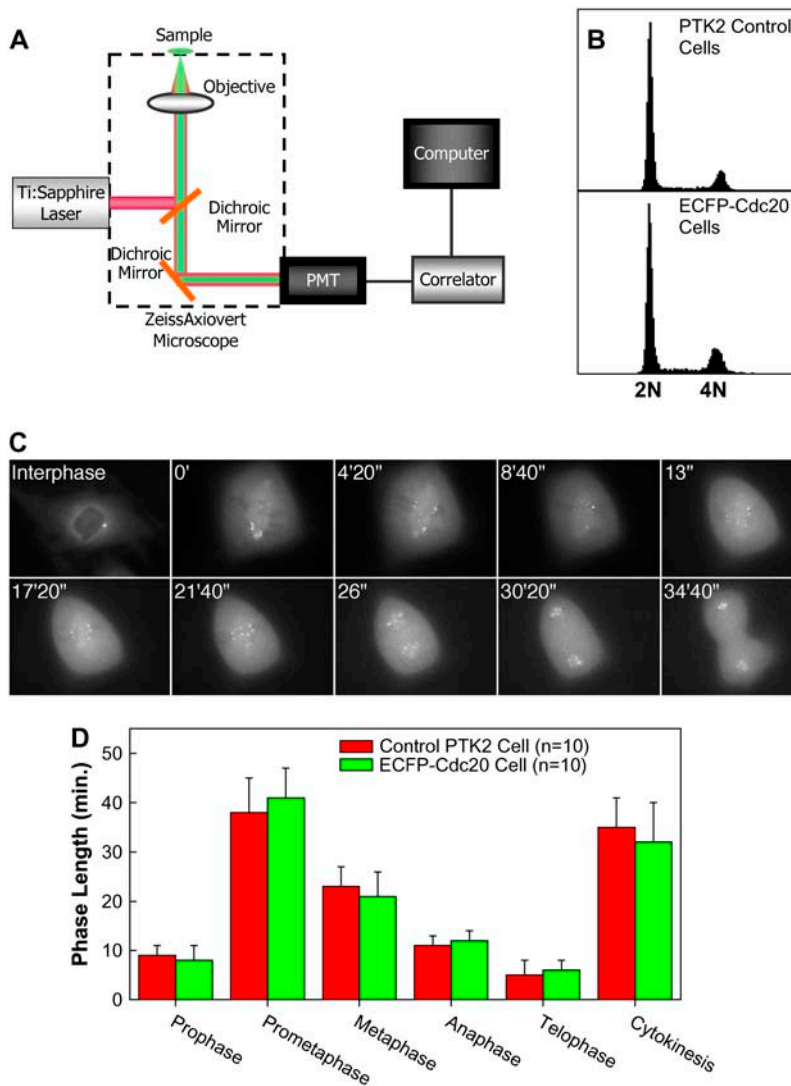 A
Sample
Objective
Ti:Sapphire
Laser
Dichroic
Mirror
Dichroic
Mirror
ZeissAxiovert
Microscope
PMT
Correlator
Computer
B
PTK2 Control
Cells
ECFP-Cdc20
Cells
2N
4N
C
Interphase
0'
4'20"
8'40"
13"
17'20"
21'40"
26"
30'20"
34'40"
D
Control PTK2 Cell (n=10)
ECFP-Cdc20 Cell (n=10)
Phase Length (min.)
50
40
30
20
10
0
Prophase
Prometaphase
Metaphase
Anaphase
Telophase
Cytokinesis